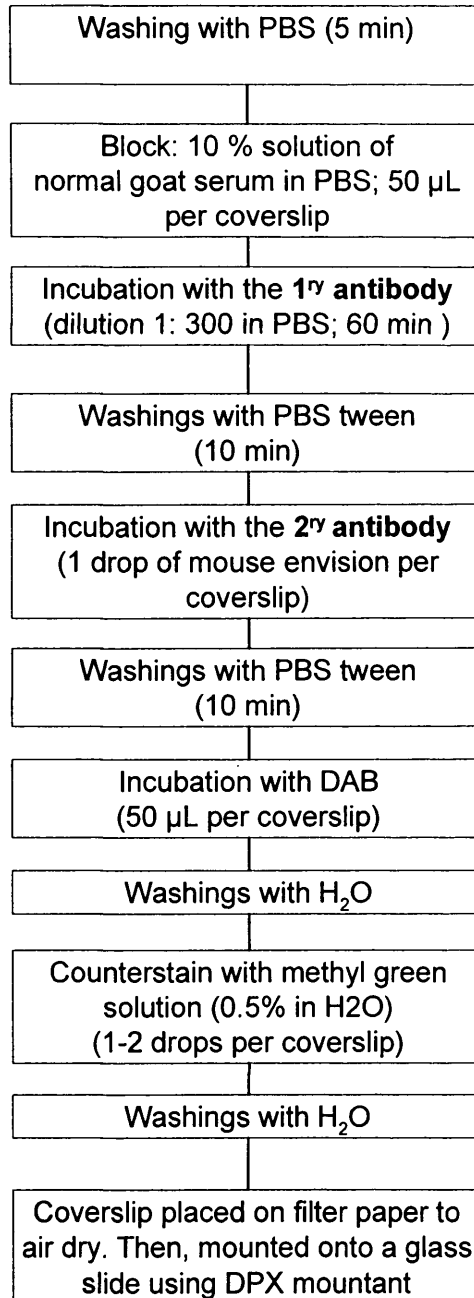 Washing with PBS (5 min)
Block: 10 % solution of
normal goat serum in PBS; 50 µL
per coverslip
Incubation with the 1ʳʸ antibody
(dilution 1: 300 in PBS; 60 min )
Washings with PBS tween
(10 min)
Incubation with the 2ʳʸ antibody
(1 drop of mouse envision per
coverslip)
Washings with PBS tween
(10 min)
Incubation with DAB
(50 µL per coverslip)
Washings with H₂O
Counterstain with methyl green
solution (0.5% in H2O)
(1-2 drops per coverslip)
Washings with H₂O
Coverslip placed on filter paper to
air dry. Then, mounted onto a glass
slide using DPX mountant